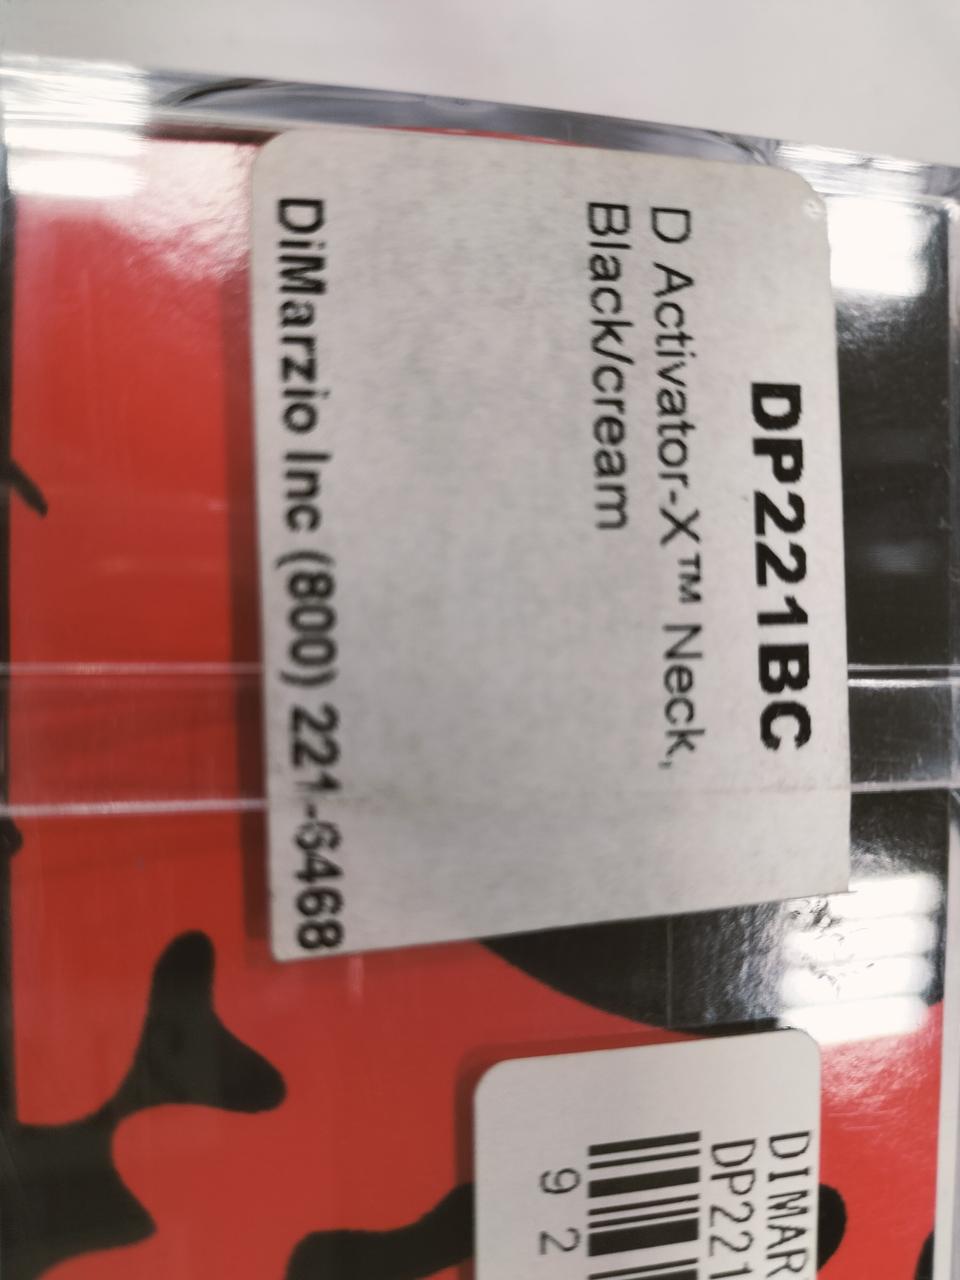 DP221BC
D Activator-X™ Neck,
Black/cream
DiMarzio Inc (800) 221-6468
DIMAR
DP221
9 2